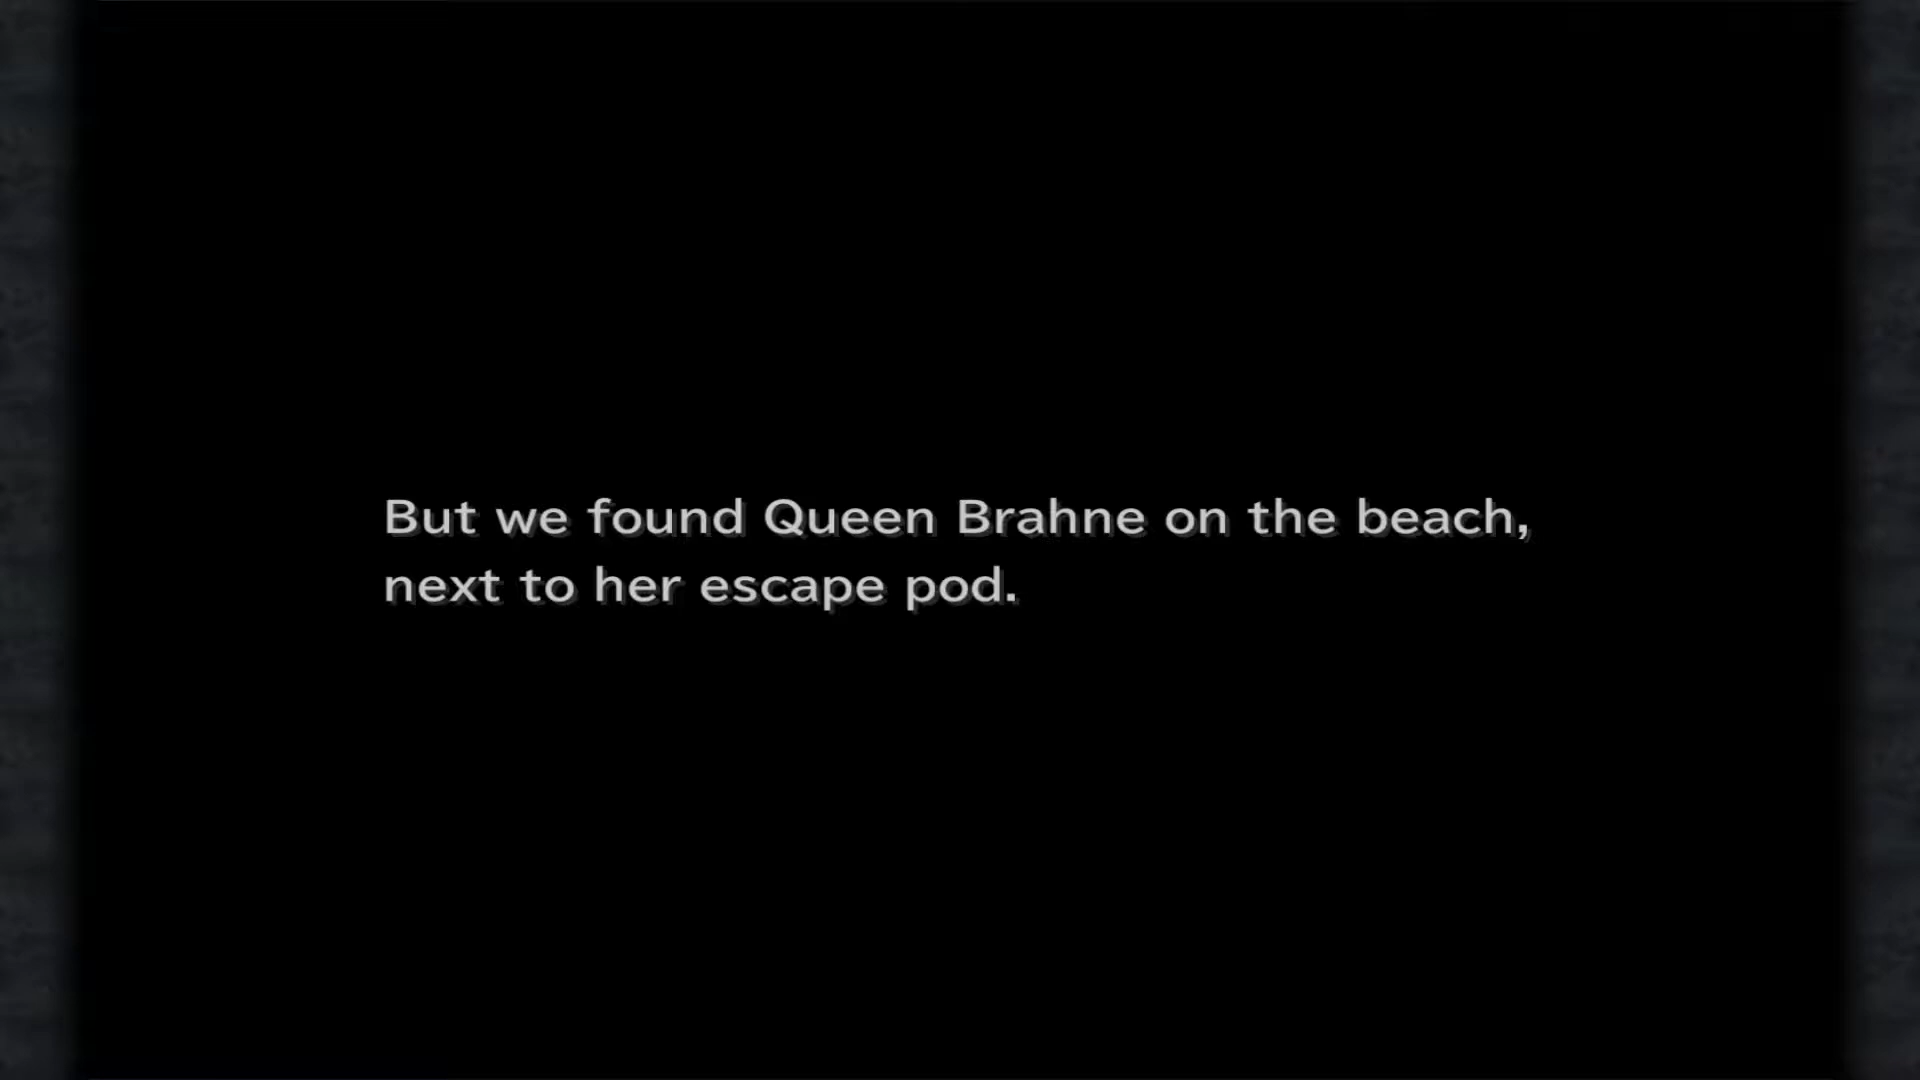 But we found Queen Brahne on the beach,
next to her escape pod.